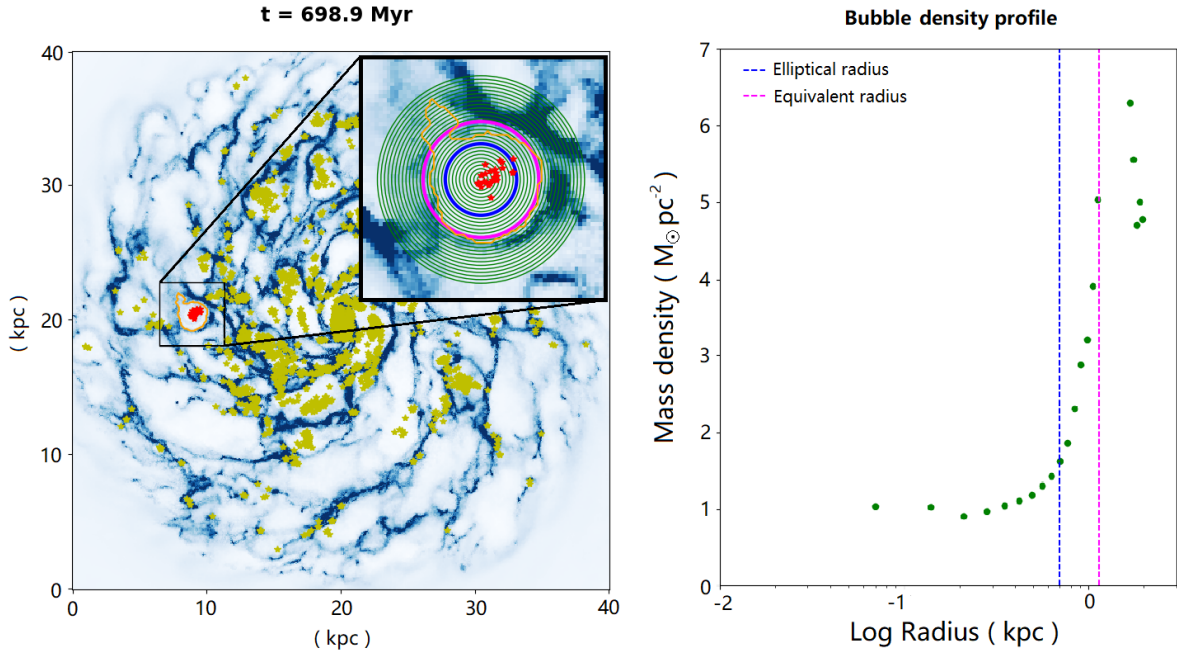 t = 698.9 Myr
40
30
20
10
0
( kpc )
0
10
20
30
40
( kpc )
Bubble density profile
Elliptical radius
Equivalent radius
7
6
5
4
3
2
1
0
Mass density ( M⊙ pc⁻² )
-2
-1
0
Log Radius ( kpc )